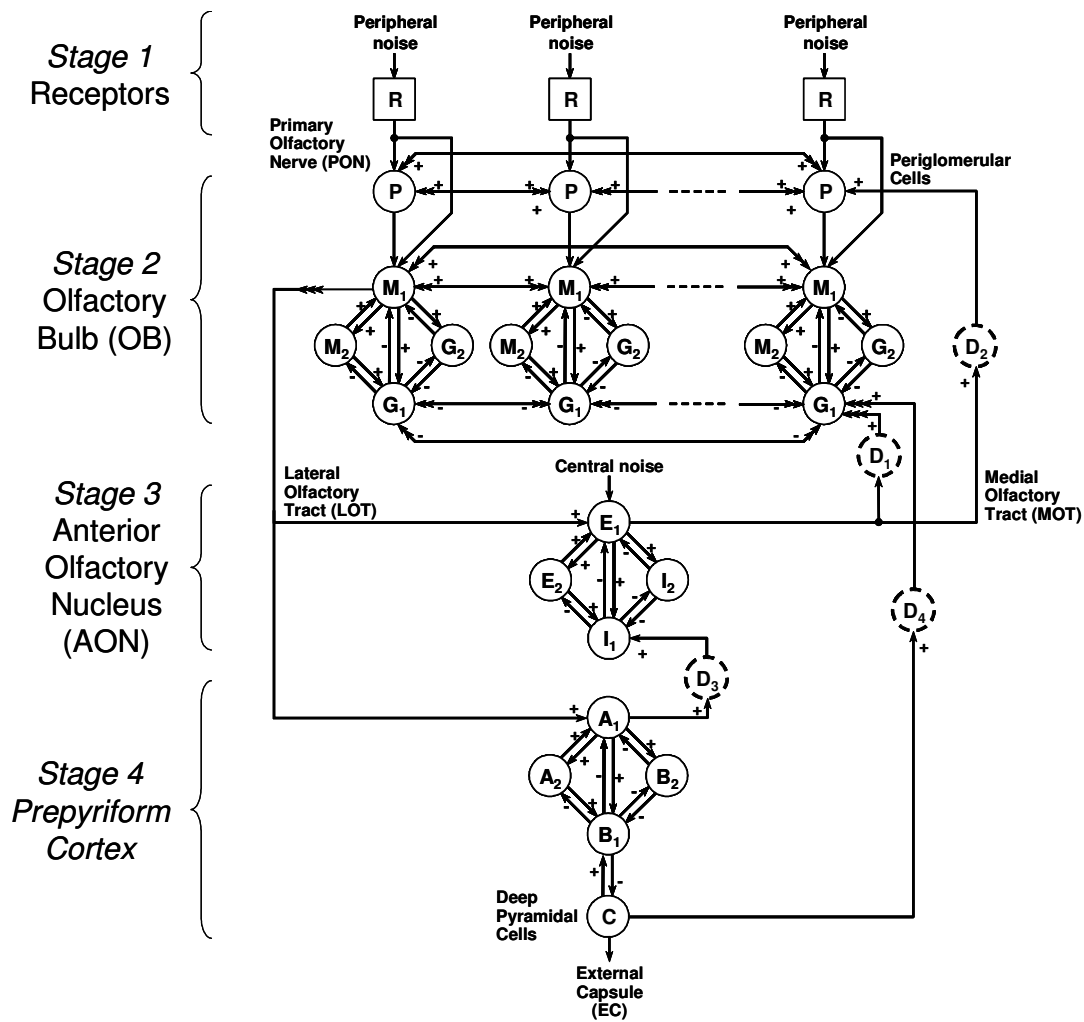 Stage 1
Receptors
Peripheral
noise
Peripheral
noise
Peripheral
noise
R
R
R
Primary
Olfactory
Nerve (PON)
+ +
Periglomerular
Cells
P + + P + + P +
+ +
Stage 2
Olfactory
Bulb (OB)
+ +
M1 + + M1 + + M1
+ + - +
+ + - +
+ + - +
M2 - + G2
M2 - + G2
M2 - + G2
D2
+
- + - -
- + - -
- + - -
G1 - - G1 - - G1 + +
- -
D1
Stage 3
Anterior
Olfactory
Nucleus
(AON)
Lateral
Olfactory
Tract (LOT)
Central noise
Medial
Olfactory
Tract (MOT)
+ E1
+ + - +
E2 - + I2
- + - -
I1 +
D4
+
D3
+
Stage 4
Prepyriform
Cortex
+ A1
+ + - +
A2 - + B2
- + - -
B1
+ -
Deep
Pyramidal
Cells
C
External
Capsule
(EC)